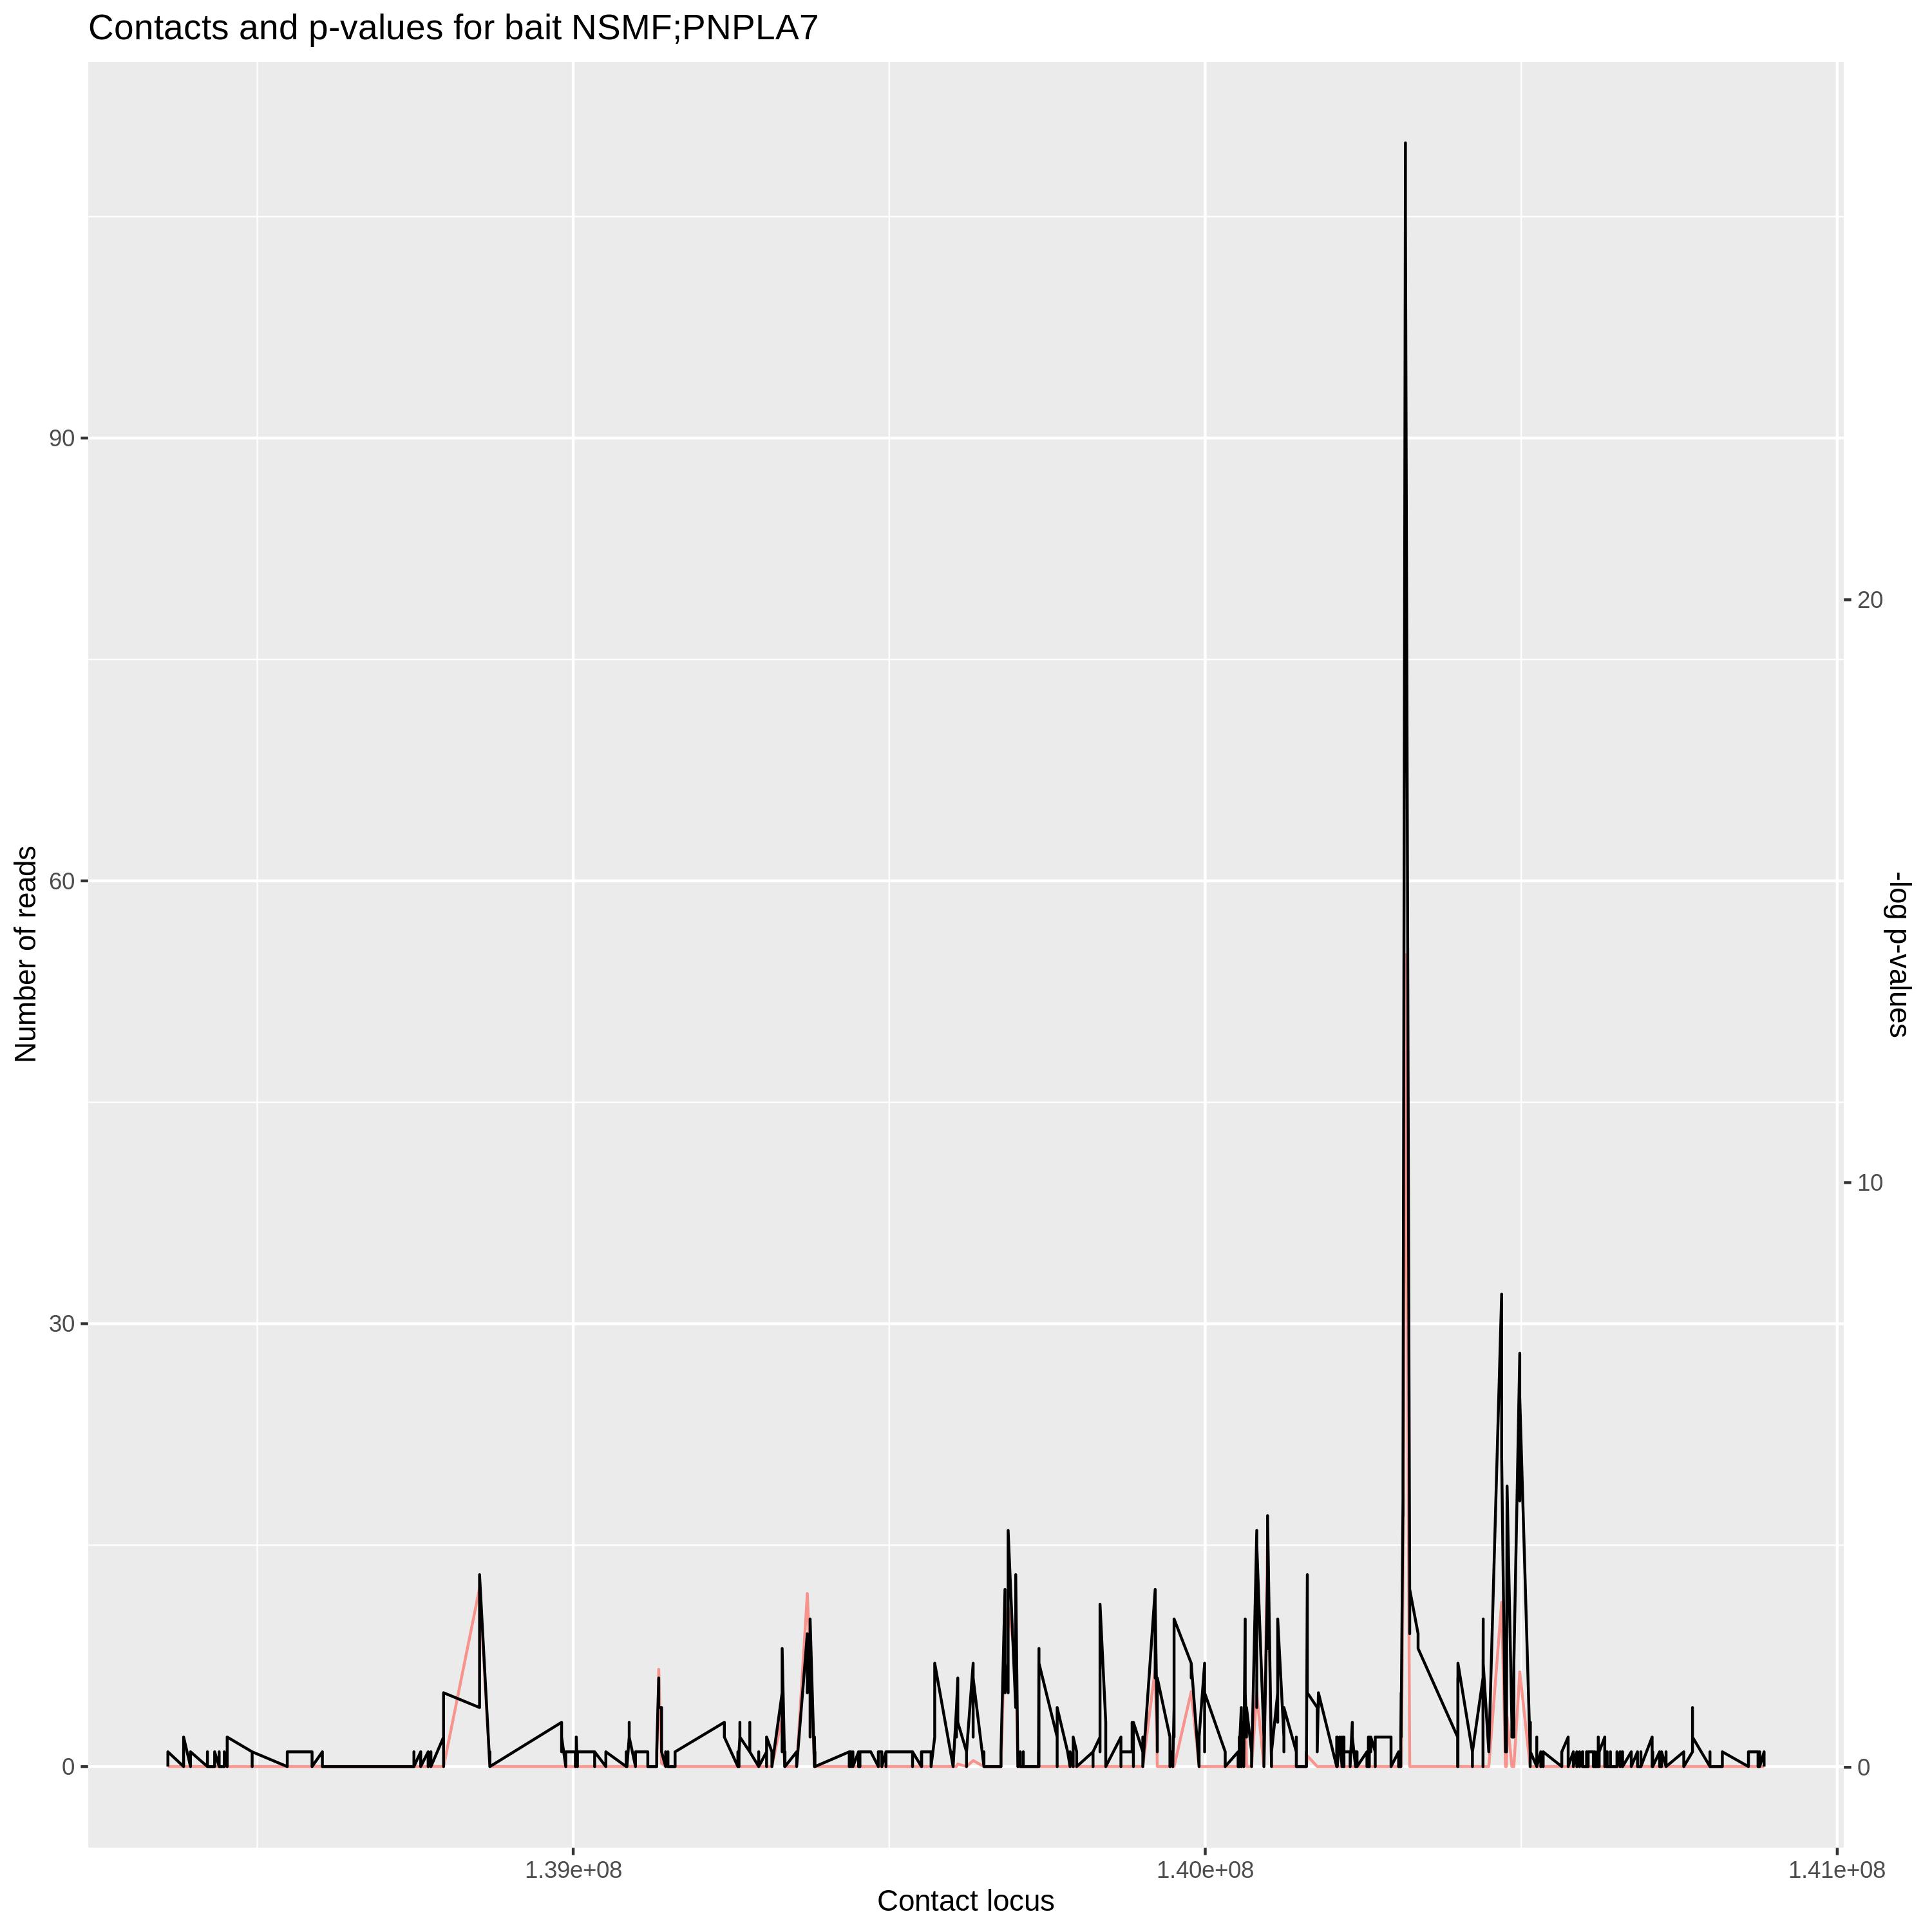 Contacts and p-values for bait NSMF;PNPLA7
90
60
30
0
Number of reads
20
10
0
-log p-values
1.39e+08
1.40e+08
1.41e+08
Contact locus